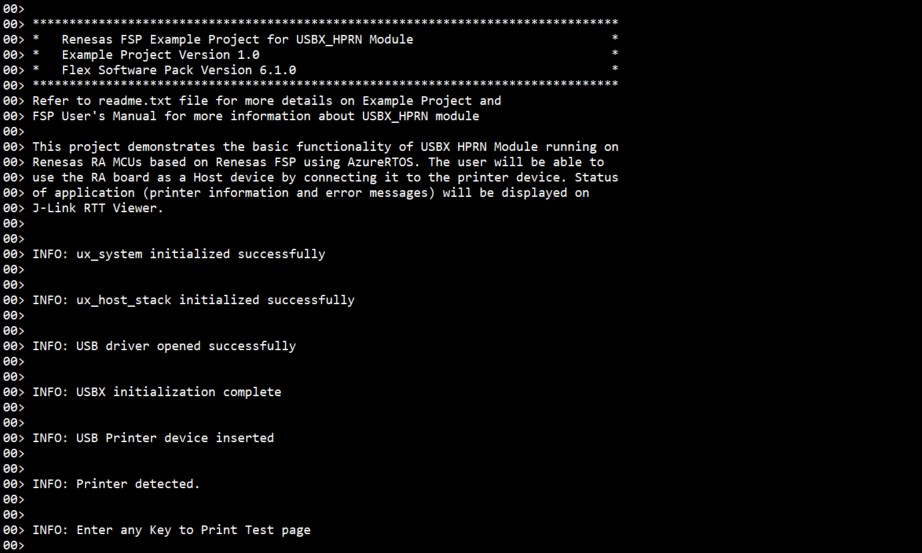 00>
00> ********************************************************************************
00> *   Renesas FSP Example Project for USBX_HPRN Module                           *
00> *   Example Project Version 1.0                                                *
00> *   Flex Software Pack Version 6.1.0                                           *
00> ********************************************************************************
00> Refer to readme.txt file for more details on Example Project and
00> FSP User's Manual for more information about USBX_HPRN module
00>
00> This project demonstrates the basic functionality of USBX HPRN Module running on
00> Renesas RA MCUs based on Renesas FSP using AzureRTOS. The user will be able to
00> use the RA board as a Host device by connecting it to the printer device. Status
00> of application (printer information and error messages) will be displayed on
00> J-Link RTT Viewer.
00>
00>
00> INFO: ux_system initialized successfully
00>
00>
00> INFO: ux_host_stack initialized successfully
00>
00>
00> INFO: USB driver opened successfully
00>
00>
00> INFO: USBX initialization complete
00>
00>
00> INFO: USB Printer device inserted
00>
00>
00> INFO: Printer detected.
00>
00>
00> INFO: Enter any Key to Print Test page
00>